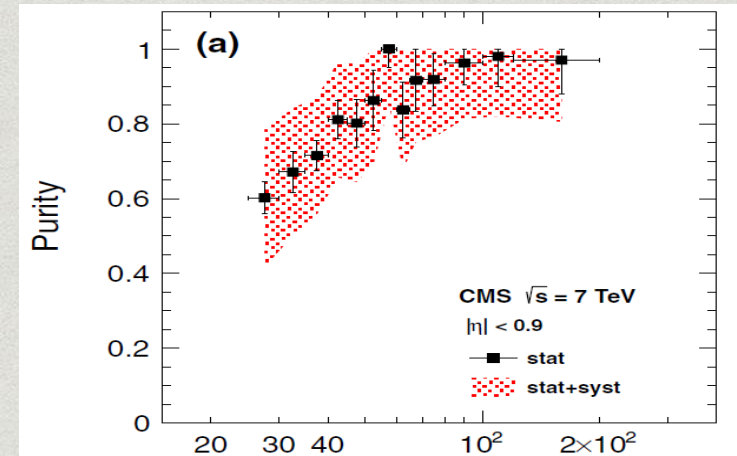 (a)
1
0.8
0.6
0.4
0.2
0
Purity
CMS √s = 7 TeV
|η| < 0.9
stat
stat+syst
20 30 40 10² 2×10²